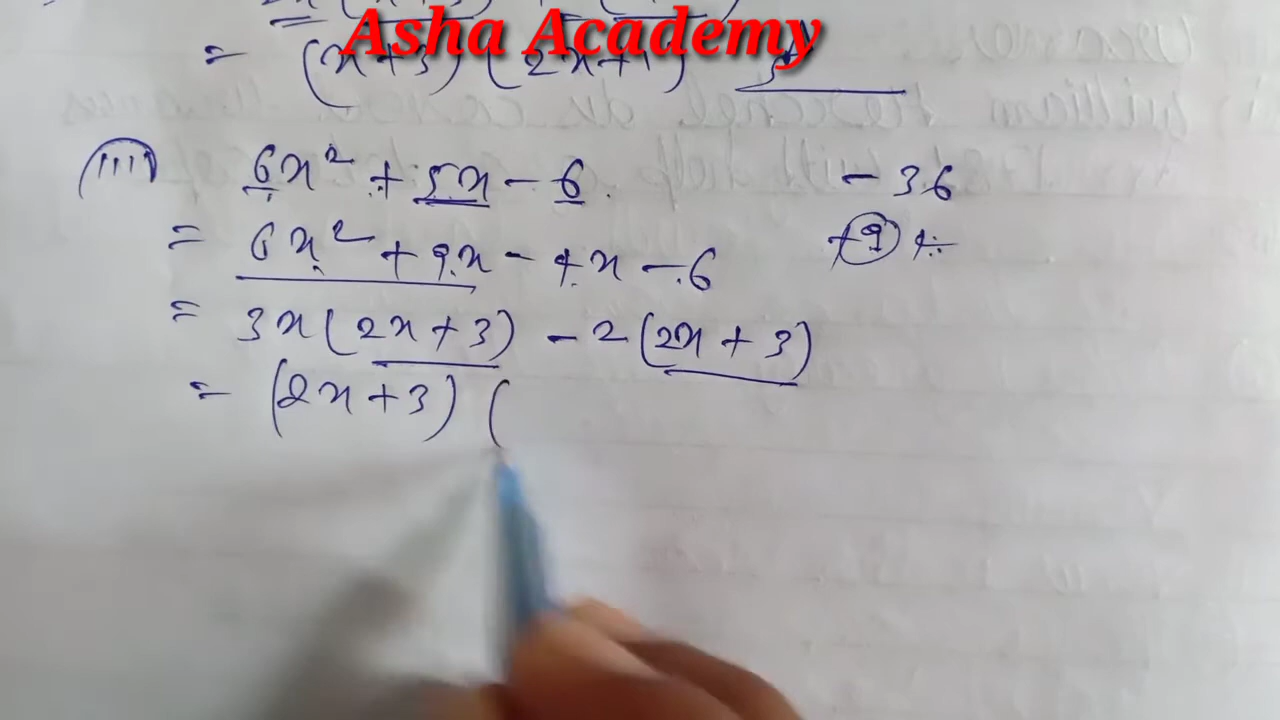 Asha Academy
= (x+3) (2x+1)
(iii) 6x² + 5x - 6. - 36
= 6x² + 9x - 4x - 6 +9 4
= 3x (2x+3) - 2 (2x + 3)
= (2x+3) (